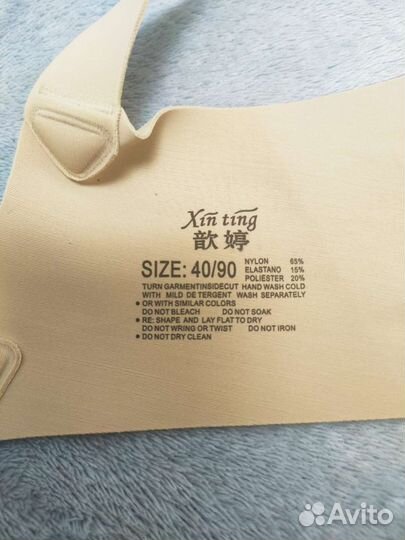 Xin ting
歆婷
SIZE: 40/90
NYLON 65%
ELASTANO 15%
POLIESTER 20%
TURN GARMENTINSIDECUT HAND WASH COLD
WITH MILD DE TERGENT WASH SEPARATELY
● OR WITH SIMILAR COLORS
DO NOT BLEACH DO NOT SOAK
● RE: SHAPE AND LAY FLAT TO DRY
DO NOT WRING OR TWIST DO NOT IRON
● DO NOT DRY CLEAN
Avito